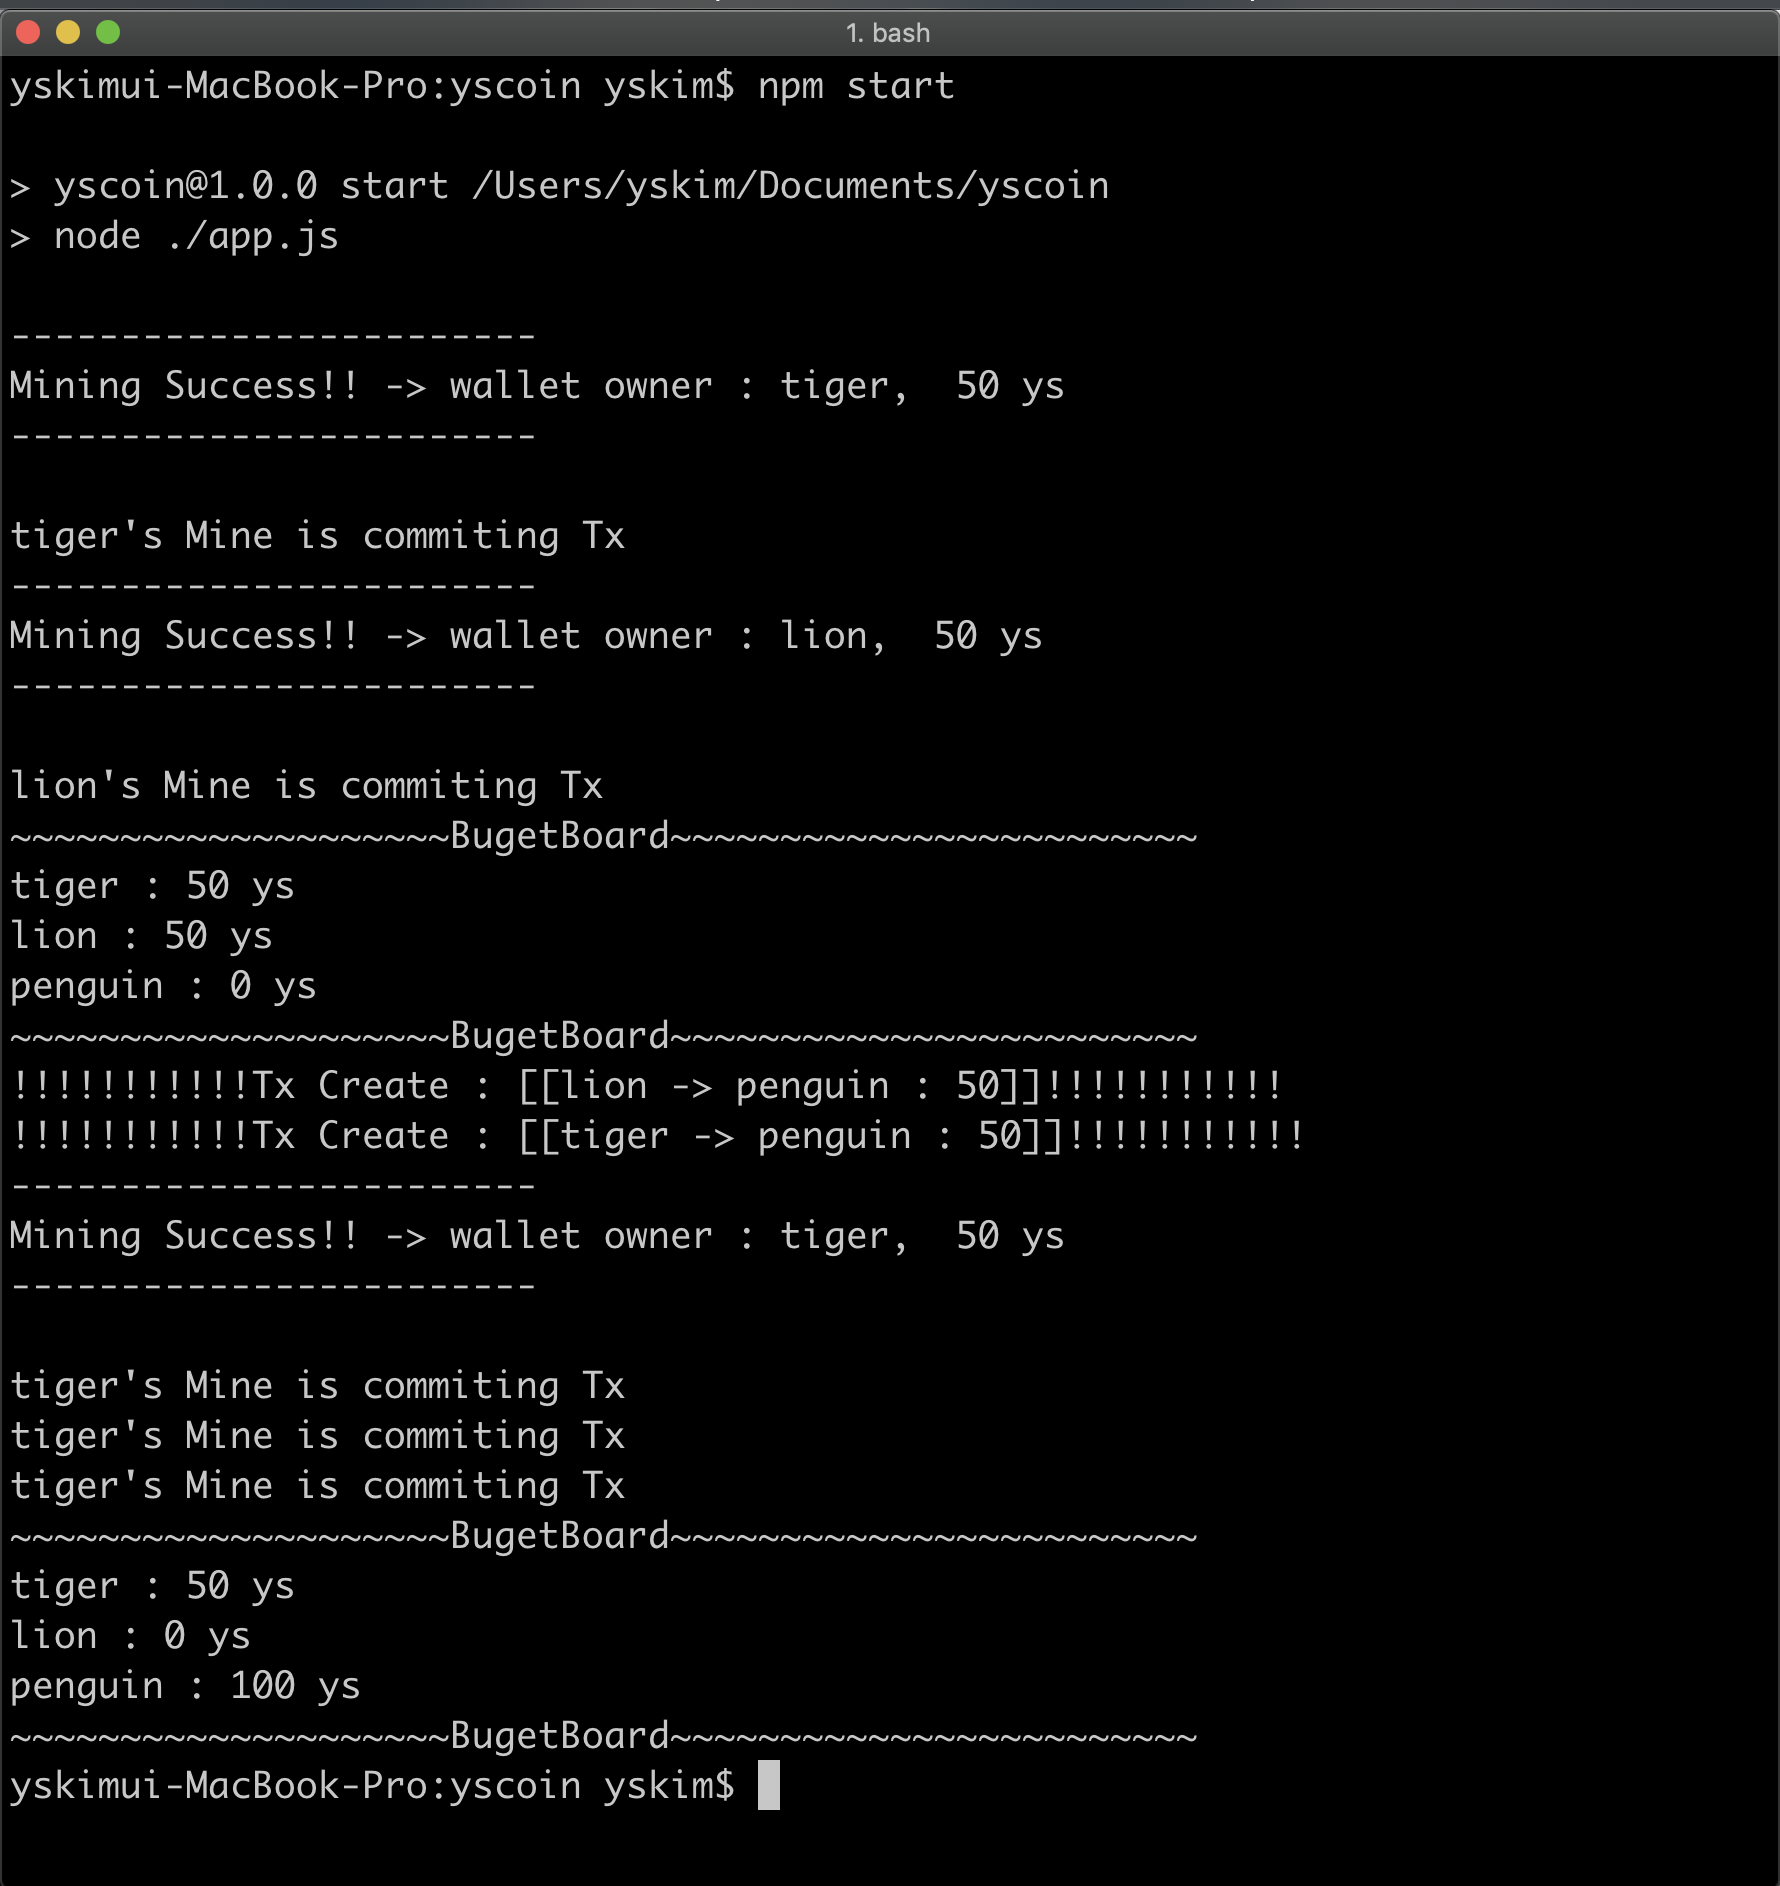 1. bash
yskimui-MacBook-Pro:yscoin yskim$ npm start
> yscoin@1.0.0 start /Users/yskim/Documents/yscoin
> node ./app.js
------------------------
Mining Success!! -> wallet owner : tiger,  50 ys
------------------------
tiger's Mine is commiting Tx
------------------------
Mining Success!! -> wallet owner : lion,  50 ys
------------------------
lion's Mine is commiting Tx
~~~~~~~~~~~~~~~~~~~~BugetBoard~~~~~~~~~~~~~~~~~~~~~~~~
tiger : 50 ys
lion : 50 ys
penguin : 0 ys
~~~~~~~~~~~~~~~~~~~~BugetBoard~~~~~~~~~~~~~~~~~~~~~~~~
!!!!!!!!!!!Tx Create : [[lion -> penguin : 50]]!!!!!!!!!!!
!!!!!!!!!!!Tx Create : [[tiger -> penguin : 50]]!!!!!!!!!!!
------------------------
Mining Success!! -> wallet owner : tiger,  50 ys
------------------------
tiger's Mine is commiting Tx
tiger's Mine is commiting Tx
tiger's Mine is commiting Tx
~~~~~~~~~~~~~~~~~~~~BugetBoard~~~~~~~~~~~~~~~~~~~~~~~~
tiger : 50 ys
lion : 0 ys
penguin : 100 ys
~~~~~~~~~~~~~~~~~~~~BugetBoard~~~~~~~~~~~~~~~~~~~~~~~~
yskimui-MacBook-Pro:yscoin yskim$